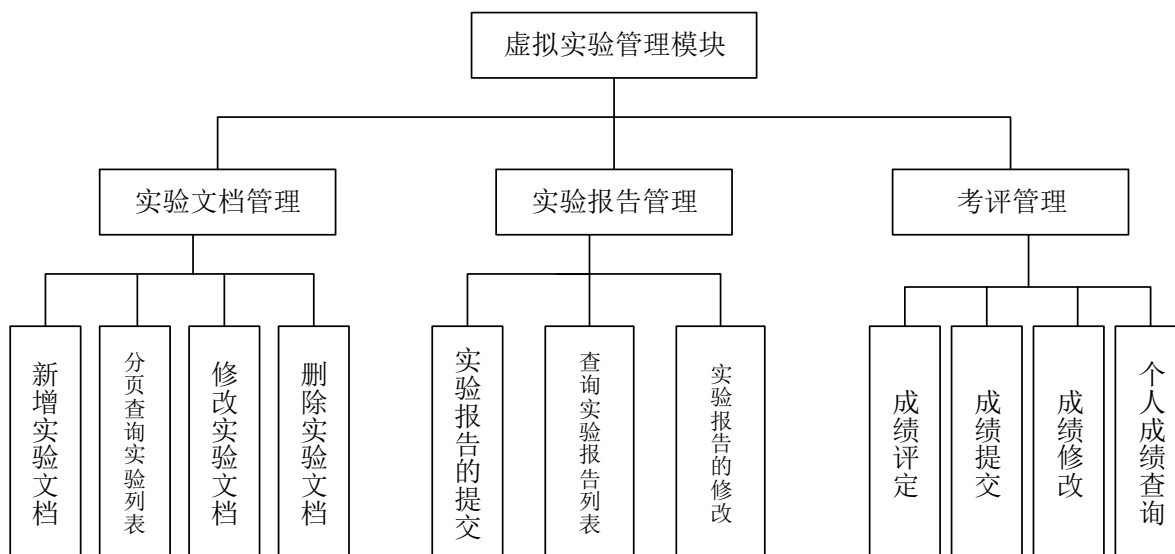 虚拟实验管理模块
实验文档管理
实验报告管理
考评管理
新增实验文档
分页查询实验列表
修改实验文档
删除实验文档
实验报告的提交
查询实验报告列表
实验报告的修改
成绩评定
成绩提交
成绩修改
个人成绩查询